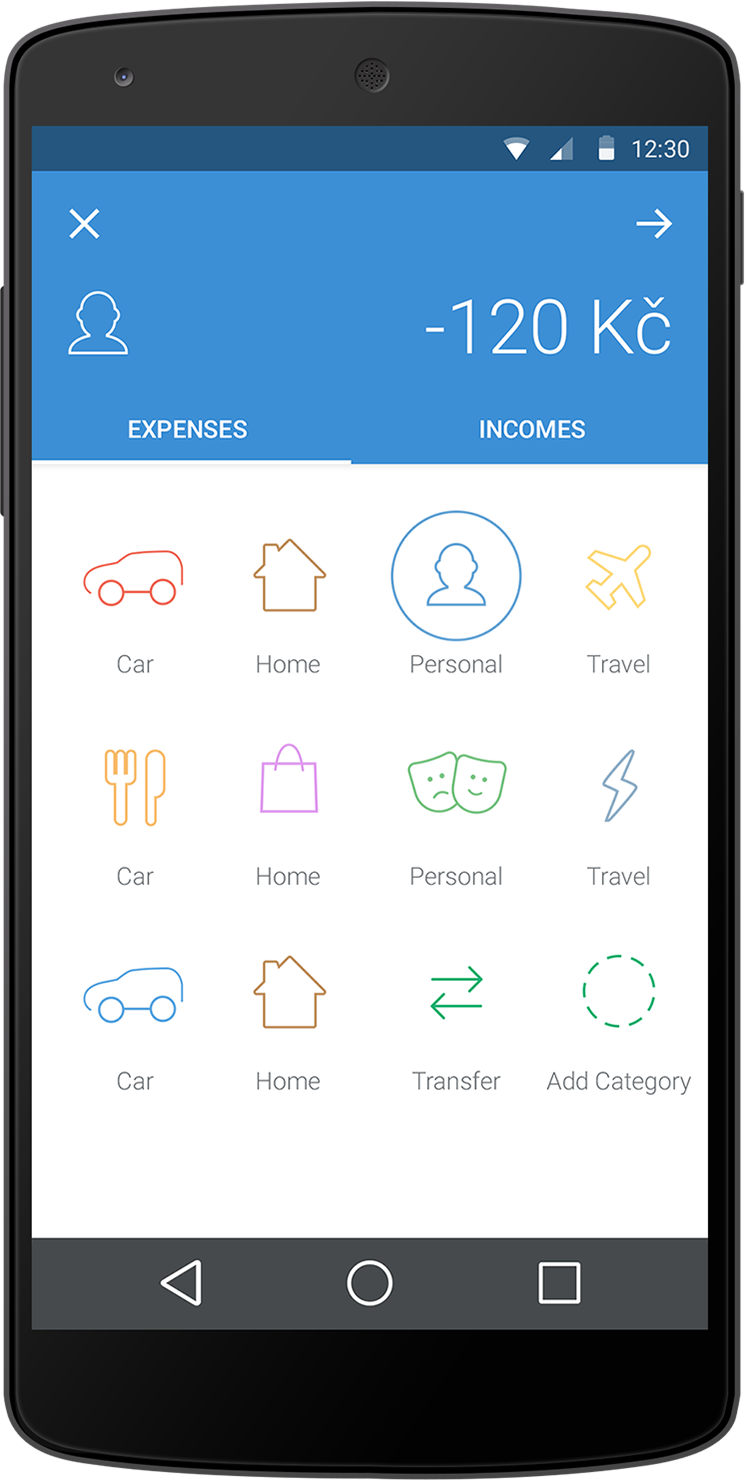 12:30
-120 Kč
EXPENSES INCOMES
Car Home Personal Travel
Car Home Personal Travel
Car Home Transfer Add Category